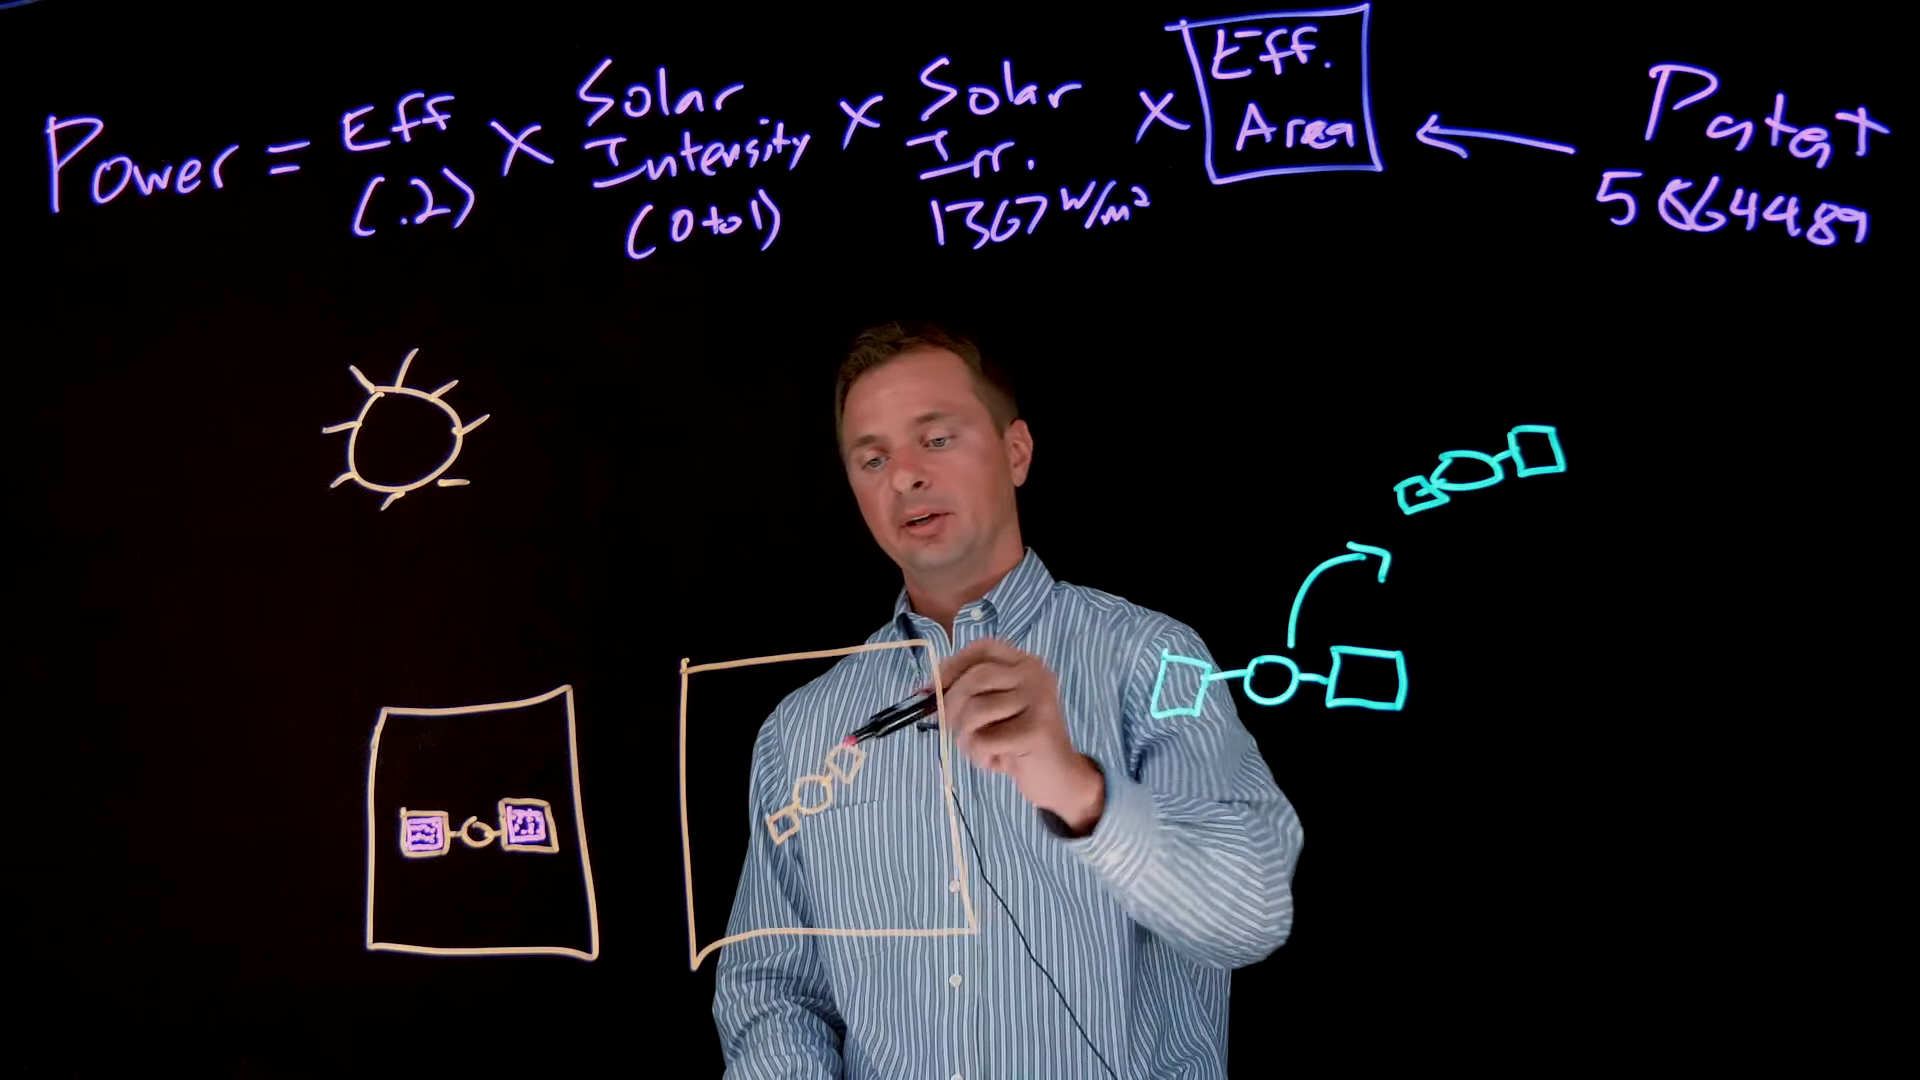 Power = Eff (.2) x Solar Intensity (0 to 1) x Solar Irr. 1367 W/m² x Eff. Area
Patent
5864489